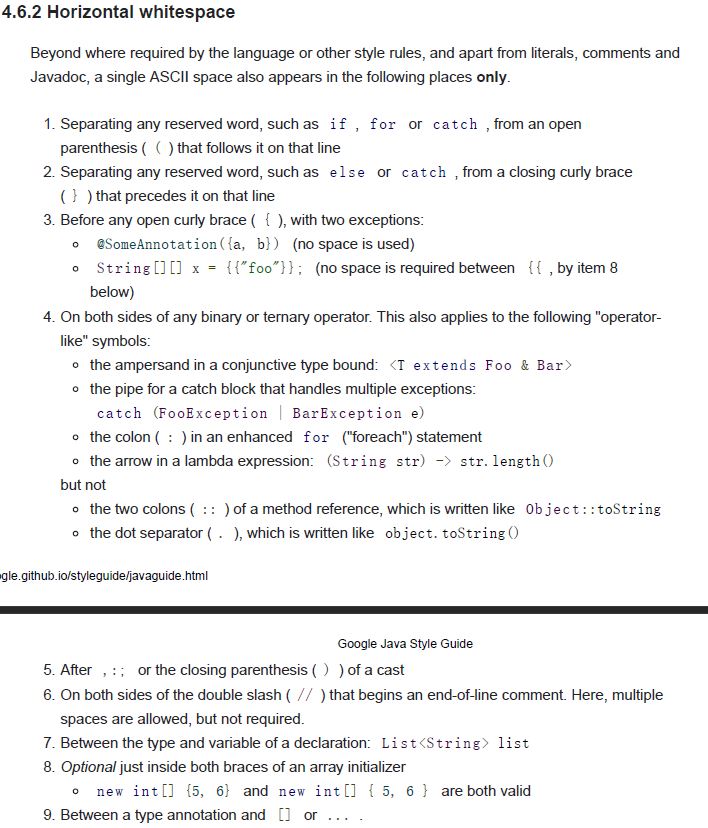 4.6.2 Horizontal whitespace
Beyond where required by the language or other style rules, and apart from literals, comments and
Javadoc, a single ASCII space also appears in the following places only.
1. Separating any reserved word, such as if , for or catch , from an open
parenthesis ( ( ) that follows it on that line
2. Separating any reserved word, such as else or catch , from a closing curly brace
( } ) that precedes it on that line
3. Before any open curly brace ( { ), with two exceptions:
◦ @SomeAnnotation({a, b}) (no space is used)
◦ String[][] x = {{"foo"}}; (no space is required between {{ , by item 8
below)
4. On both sides of any binary or ternary operator. This also applies to the following "operator-
like" symbols:
◦ the ampersand in a conjunctive type bound: <T extends Foo & Bar>
◦ the pipe for a catch block that handles multiple exceptions:
catch (FooException | BarException e)
◦ the colon ( : ) in an enhanced for ("foreach") statement
◦ the arrow in a lambda expression: (String str) -> str.length()
but not
◦ the two colons ( :: ) of a method reference, which is written like Object::toString
◦ the dot separator ( . ), which is written like object.toString()
gle.github.io/styleguide/javaguide.html
Google Java Style Guide
5. After ,:; or the closing parenthesis ( ) ) of a cast
6. On both sides of the double slash ( // ) that begins an end-of-line comment. Here, multiple
spaces are allowed, but not required.
7. Between the type and variable of a declaration: List<String> list
8. Optional just inside both braces of an array initializer
◦ new int[] {5, 6} and new int[] { 5, 6 } are both valid
9. Between a type annotation and [] or ... .